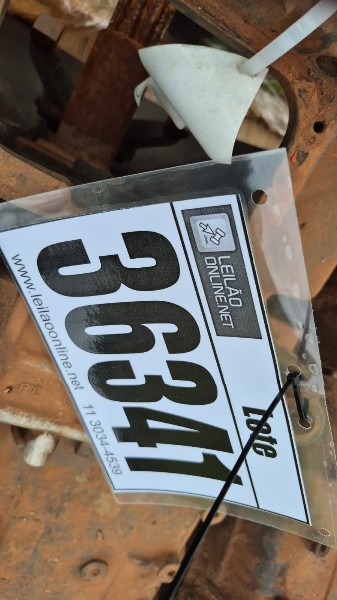 LEILÃO
ONLINE.NET
Lote
36341
www.leilaoonline.net 11 3034-4539